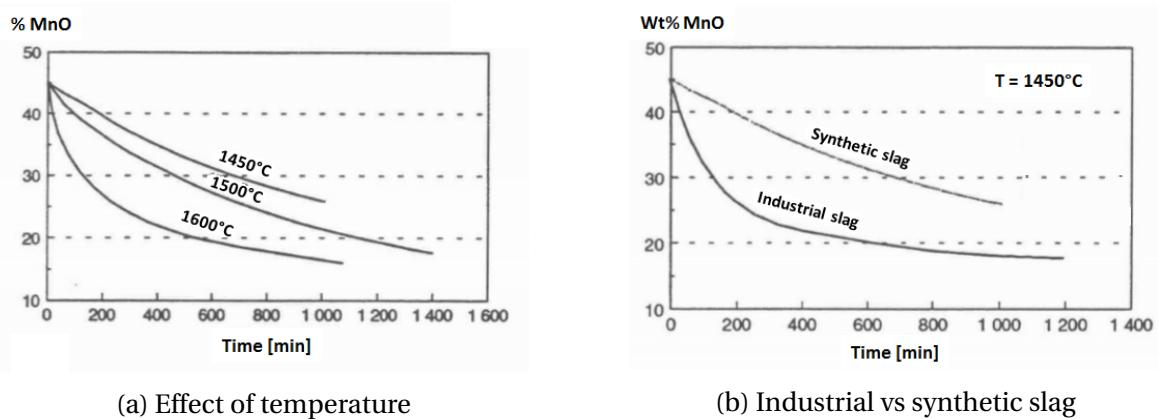 % MnO
50
40
30
20
10
1450°C
1500°C
1600°C
0 200 400 600 800 1 000 1 200 1 400 1 600
Time [min]
(a) Effect of temperature
Wt% MnO
50
40
30
20
10
T = 1450°C
Synthetic slag
Industrial slag
0 200 400 600 800 1 000 1 200 1 400
Time [min]
(b) Industrial vs synthetic slag